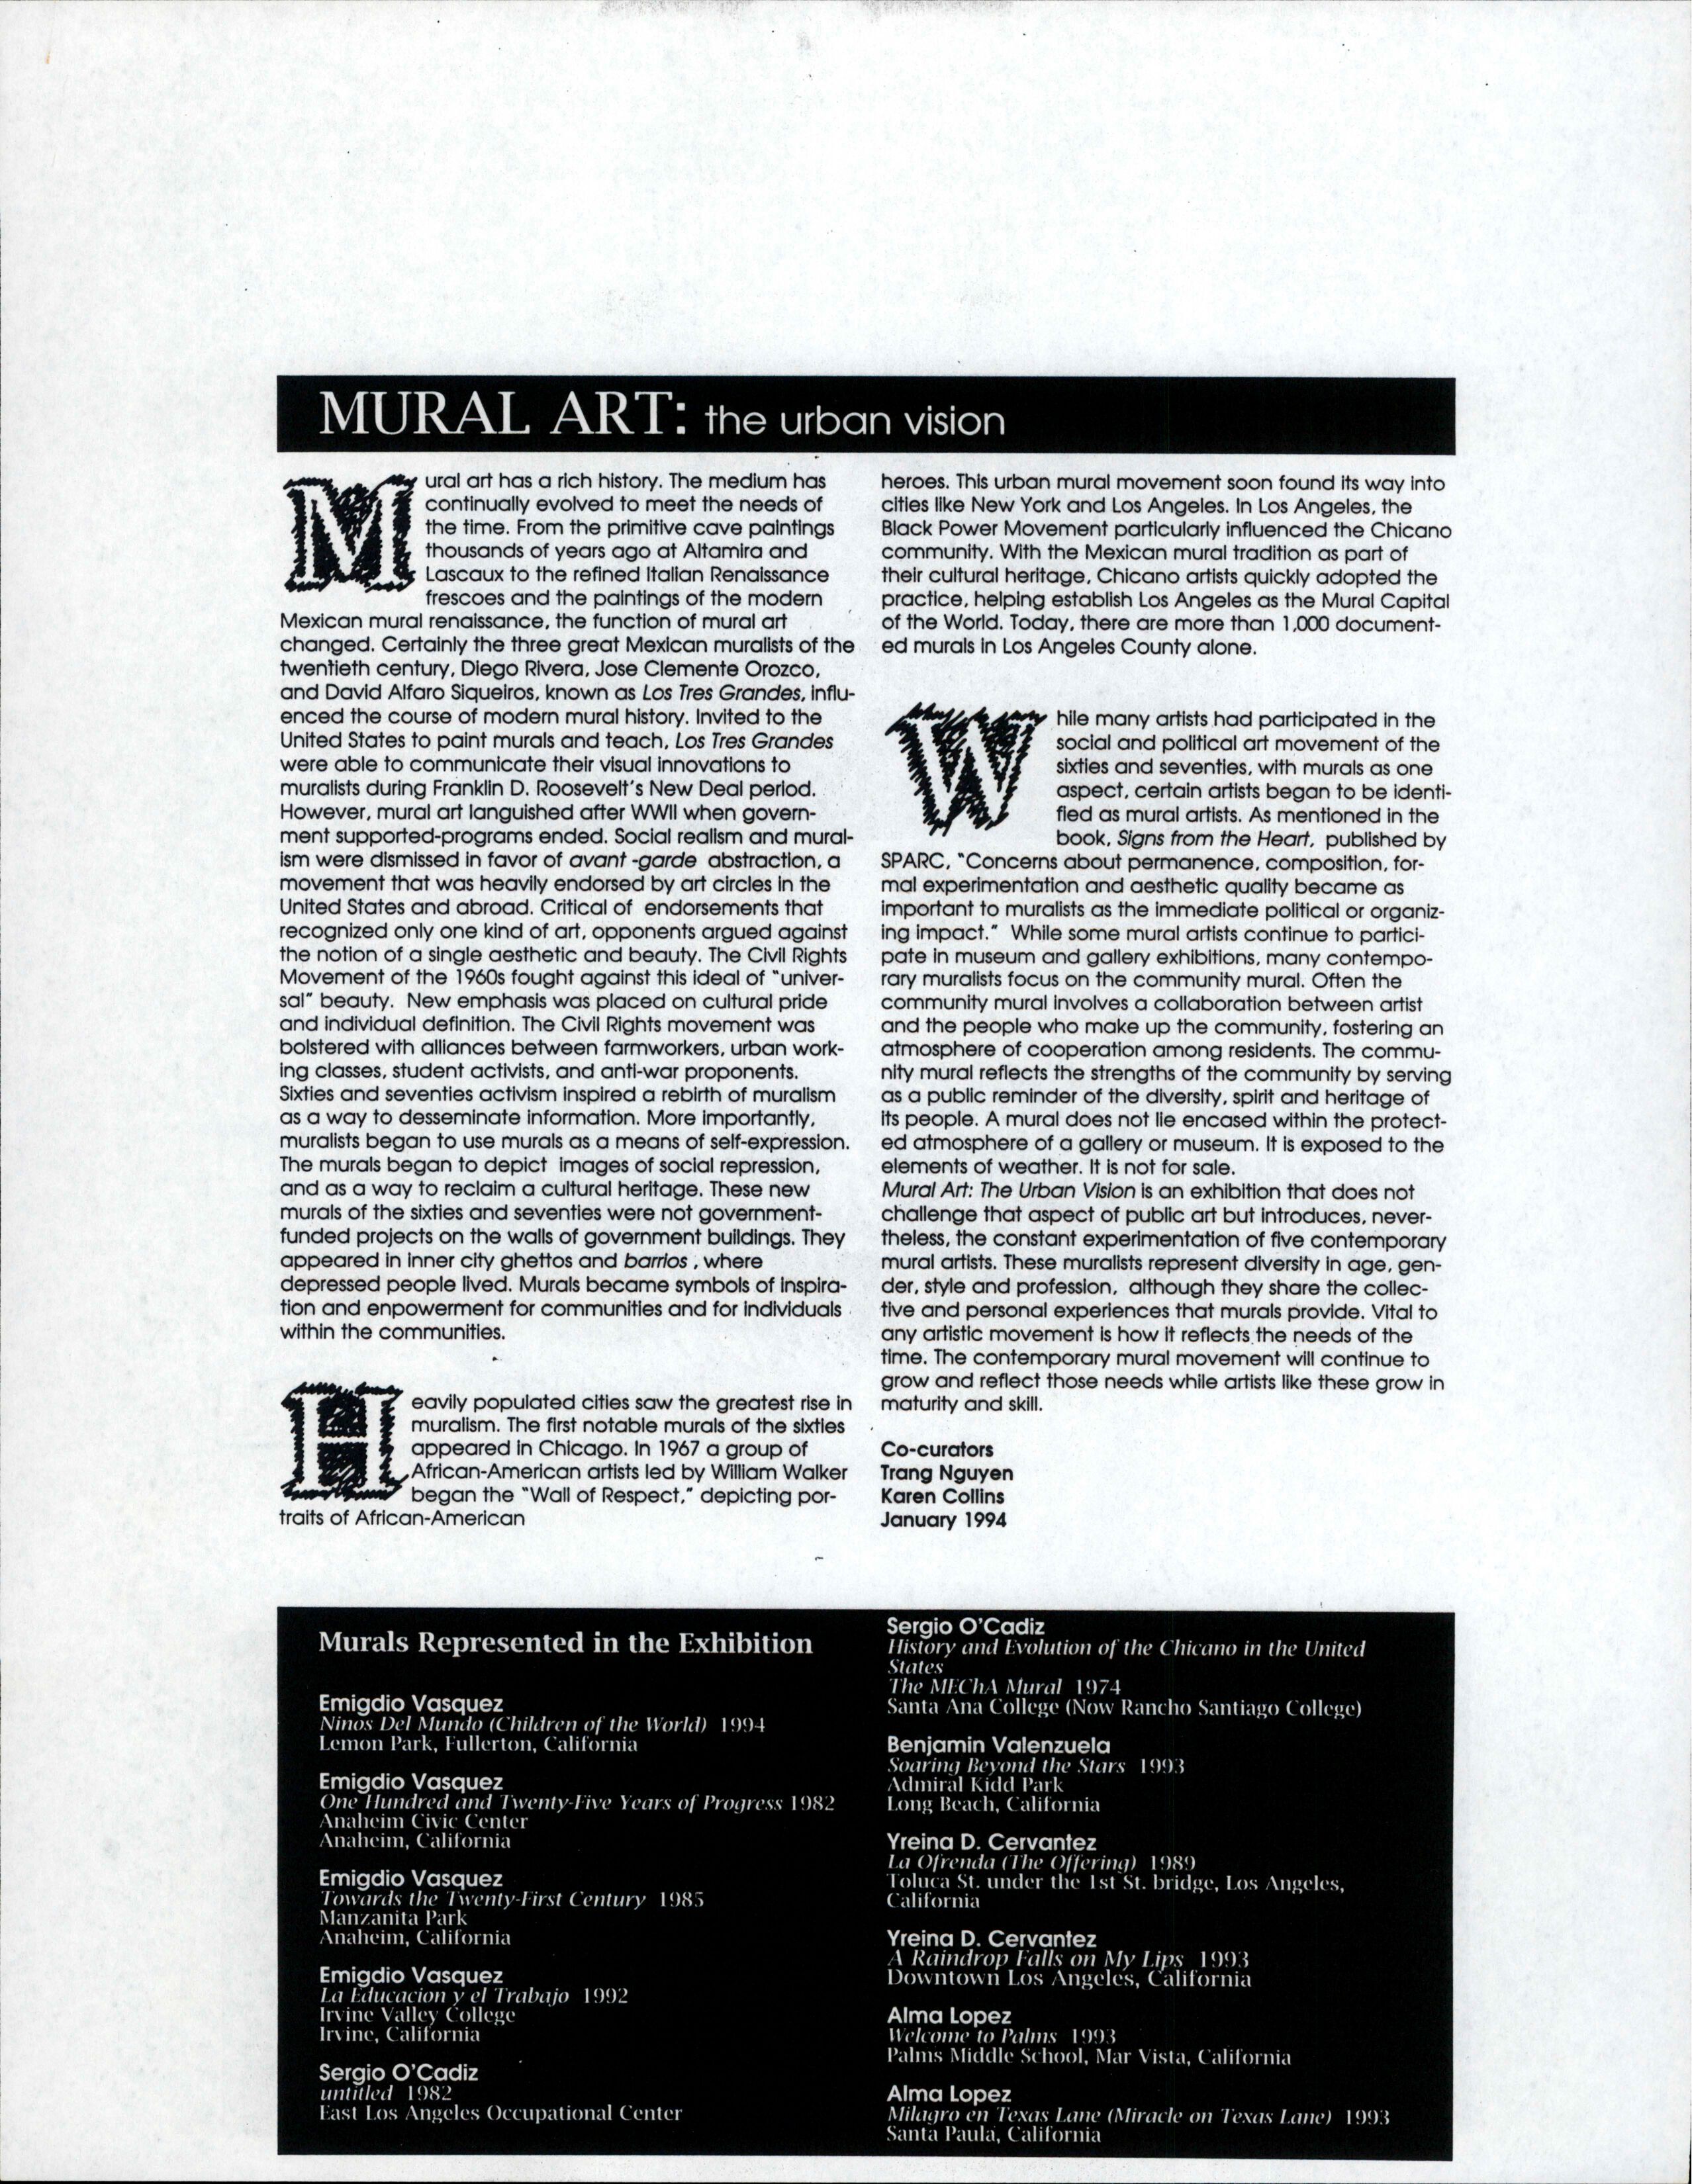 MURAL ART: the urban vision
Mural art has a rich history. The medium has
continually evolved to meet the needs of
the time. From the primitive cave paintings
thousands of years ago at Altamira and
Lascaux to the refined Italian Renaissance
frescoes and the paintings of the modern
Mexican mural renaissance, the function of mural art
changed. Certainly the three great Mexican muralists of the
twentieth century, Diego Rivera, Jose Clemente Orozco,
and David Alfaro Siqueiros, known as Los Tres Grandes, influ-
enced the course of modern mural history. Invited to the
United States to paint murals and teach, Los Tres Grandes
were able to communicate their visual innovations to
muralists during Franklin D. Roosevelt's New Deal period.
However, mural art languished after WWII when govern-
ment supported-programs ended. Social realism and mural-
ism were dismissed in favor of avant -garde abstraction, a
movement that was heavily endorsed by art circles in the
United States and abroad. Critical of endorsements that
recognized only one kind of art, opponents argued against
the notion of a single aesthetic and beauty. The Civil Rights
Movement of the 1960s fought against this ideal of "univer-
sal" beauty. New emphasis was placed on cultural pride
and individual definition. The Civil Rights movement was
bolstered with alliances between farmworkers, urban work-
ing classes, student activists, and anti-war proponents.
Sixties and seventies activism inspired a rebirth of muralism
as a way to desseminate information. More importantly,
muralists began to use murals as a means of self-expression.
The murals began to depict images of social repression,
and as a way to reclaim a cultural heritage. These new
murals of the sixties and seventies were not government-
funded projects on the walls of government buildings. They
appeared in inner city ghettos and barrios , where
depressed people lived. Murals became symbols of inspira-
tion and enpowerment for communities and for individuals
within the communities.
Heavily populated cities saw the greatest rise in
muralism. The first notable murals of the sixties
appeared in Chicago. In 1967 a group of
African-American artists led by William Walker
began the "Wall of Respect," depicting por-
traits of African-American
heroes. This urban mural movement soon found its way into
cities like New York and Los Angeles. In Los Angeles, the
Black Power Movement particularly influenced the Chicano
community. With the Mexican mural tradition as part of
their cultural heritage, Chicano artists quickly adopted the
practice, helping establish Los Angeles as the Mural Capital
of the World. Today, there are more than 1,000 document-
ed murals in Los Angeles County alone.
While many artists had participated in the
social and political art movement of the
sixties and seventies, with murals as one
aspect, certain artists began to be identi-
fied as mural artists. As mentioned in the
book, Signs from the Heart, published by
SPARC, "Concerns about permanence, composition, for-
mal experimentation and aesthetic quality became as
important to muralists as the immediate political or organiz-
ing impact." While some mural artists continue to partici-
pate in museum and gallery exhibitions, many contempo-
rary muralists focus on the community mural. Often the
community mural involves a collaboration between artist
and the people who make up the community, fostering an
atmosphere of cooperation among residents. The commu-
nity mural reflects the strengths of the community by serving
as a public reminder of the diversity, spirit and heritage of
its people. A mural does not lie encased within the protect-
ed atmosphere of a gallery or museum. It is exposed to the
elements of weather. It is not for sale.
Mural Art: The Urban Vision is an exhibition that does not
challenge that aspect of public art but introduces, never-
theless, the constant experimentation of five contemporary
mural artists. These muralists represent diversity in age, gen-
der, style and profession, although they share the collec-
tive and personal experiences that murals provide. Vital to
any artistic movement is how it reflects the needs of the
time. The contemporary mural movement will continue to
grow and reflect those needs while artists like these grow in
maturity and skill.
Co-curators
Trang Nguyen
Karen Collins
January 1994
Murals Represented in the Exhibition
Emigdio Vasquez
Ninos Del Mundo (Children of the World) 1994
Lemon Park, Fullerton, California
Emigdio Vasquez
One Hundred and Twenty-Five Years of Progress 1982
Anaheim Civic Center
Anaheim, California
Emigdio Vasquez
Towards the Twenty-First Century 1985
Manzanita Park
Anaheim, California
Emigdio Vasquez
La Educacion y el Trabajo 1992
Irvine Valley College
Irvine, California
Sergio O'Cadiz
untitled 1982
East Los Angeles Occupational Center
Sergio O'Cadiz
History and Evolution of the Chicano in the United
States
The MEChA Mural 1974
Santa Ana College (Now Rancho Santiago College)
Benjamin Valenzuela
Soaring Beyond the Stars 1993
Admiral Kidd Park
Long Beach, California
Yreina D. Cervantez
La Ofrenda (The Offering) 1989
Toluca St. under the 1st St. bridge, Los Angeles,
California
Yreina D. Cervantez
A Raindrop Falls on My Lips 1993
Downtown Los Angeles, California
Alma Lopez
Welcome to Palms 1993
Palms Middle School, Mar Vista, California
Alma Lopez
Milagro en Texas Lane (Miracle on Texas Lane) 1993
Santa Paula, California